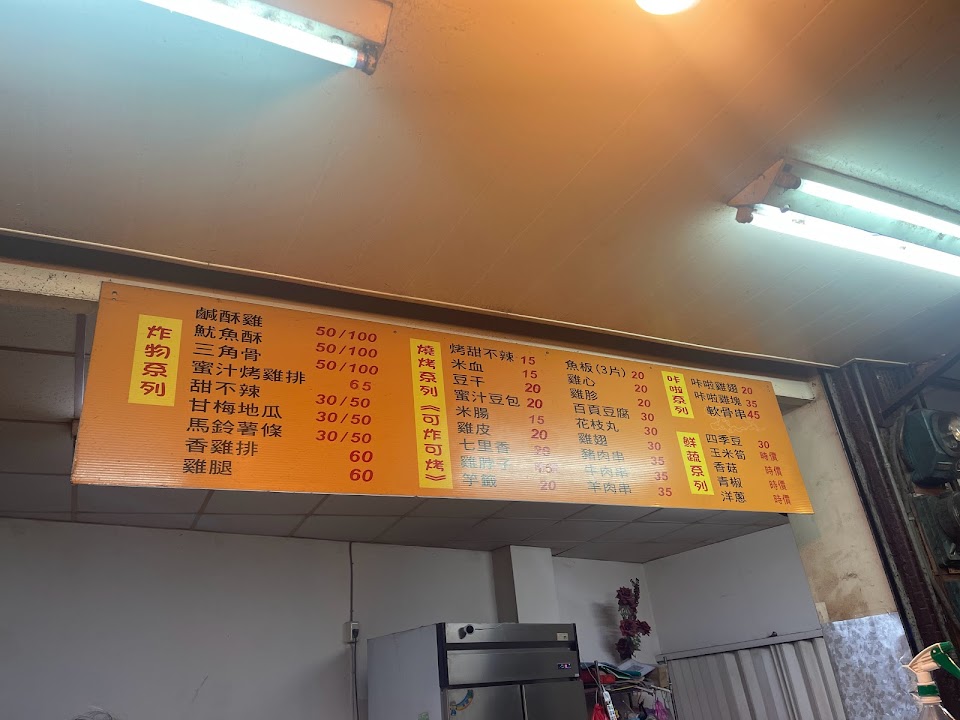 炸物系列
鹹酥雞 50/100
魷魚酥 50/100
三角骨 50/100
蜜汁烤雞排 65
甜不辣 30/50
甘梅地瓜 30/50
馬鈴薯條 30/50
香雞排 60
雞腿 60
燒烤系列《可炸可烤》
烤甜不辣 15
米血 15
豆干 20
蜜汁豆包 20
米腸 15
雞皮 20
七里香 20
雞脖子 15
芋籤 20
魚板(3片) 20
雞心 20
雞胗 20
百頁豆腐 30
花枝丸 30
雞翅 30
豬肉串 35
牛肉串 35
羊肉串 35
咔啦系列
咔啦雞翅 20
咔啦雞塊 35
軟骨串 45
鮮蔬系列
四季豆 30
玉米筍 時價
香菇 時價
青椒 時價
洋蔥 時價